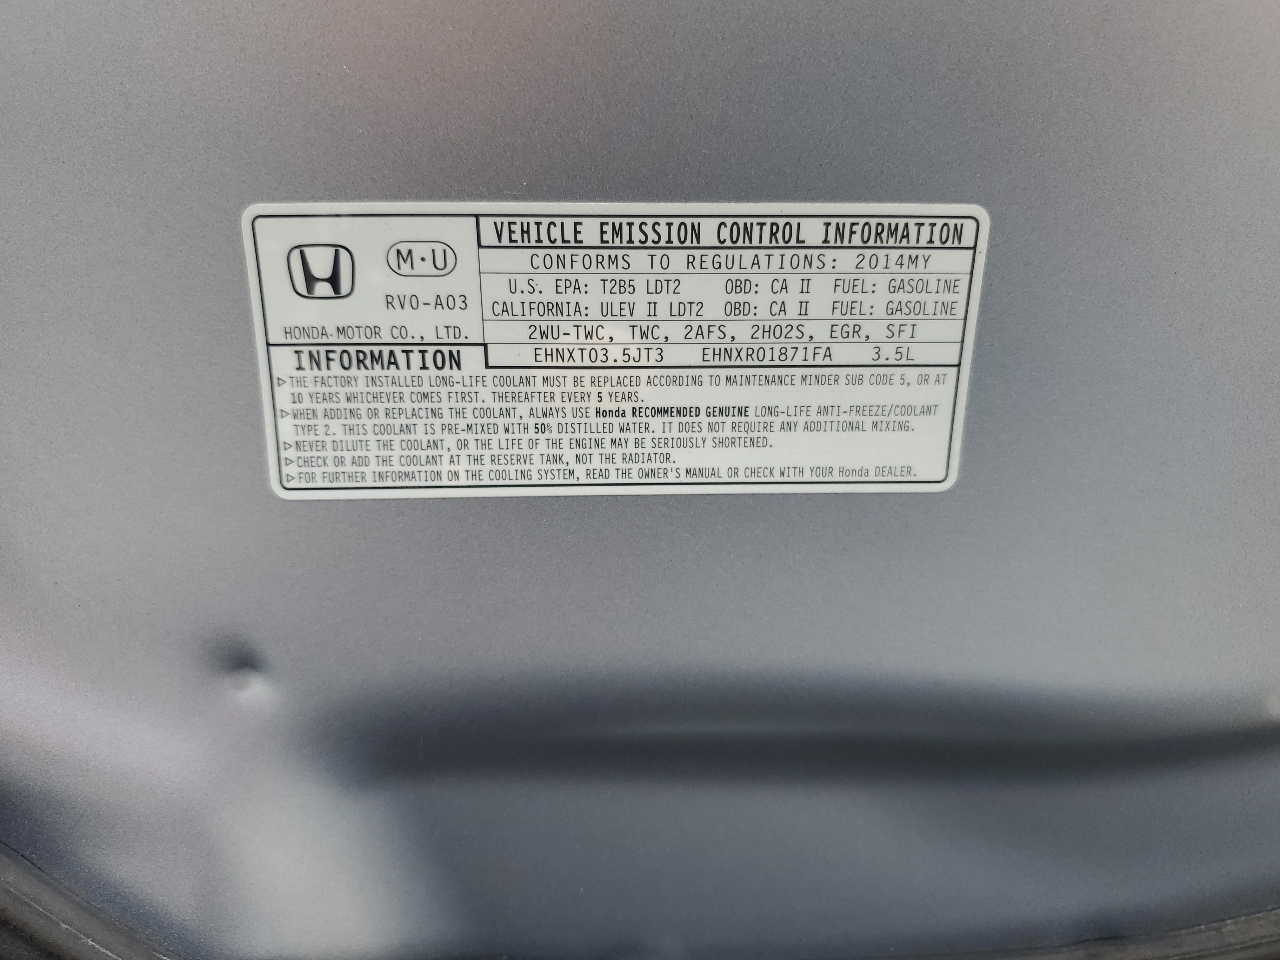 VEHICLE EMISSION CONTROL INFORMATION
M·U
RV0-A03
HONDA MOTOR CO., LTD.
CONFORMS TO REGULATIONS: 2014MY
U.S. EPA: T2B5 LDT2 OBD: CA II FUEL: GASOLINE
CALIFORNIA: ULEV II LDT2 OBD: CA II FUEL: GASOLINE
2WU-TWC, TWC, 2AFS, 2HO2S, EGR, SFI
EHNXT03.5JT3 EHNXR01871FA 3.5L
INFORMATION
▷THE FACTORY INSTALLED LONG-LIFE COOLANT MUST BE REPLACED ACCORDING TO MAINTENANCE MINDER SUB CODE 5, OR AT
10 YEARS WHICHEVER COMES FIRST. THEREAFTER EVERY 5 YEARS.
▷WHEN ADDING OR REPLACING THE COOLANT, ALWAYS USE Honda RECOMMENDED GENUINE LONG-LIFE ANTI-FREEZE/COOLANT
TYPE 2. THIS COOLANT IS PRE-MIXED WITH 50% DISTILLED WATER. IT DOES NOT REQUIRE ANY ADDITIONAL MIXING.
▷NEVER DILUTE THE COOLANT, OR THE LIFE OF THE ENGINE MAY BE SERIOUSLY SHORTENED.
▷CHECK OR ADD THE COOLANT AT THE RESERVE TANK, NOT THE RADIATOR.
▷FOR FURTHER INFORMATION ON THE COOLING SYSTEM, READ THE OWNER'S MANUAL OR CHECK WITH YOUR Honda DEALER.